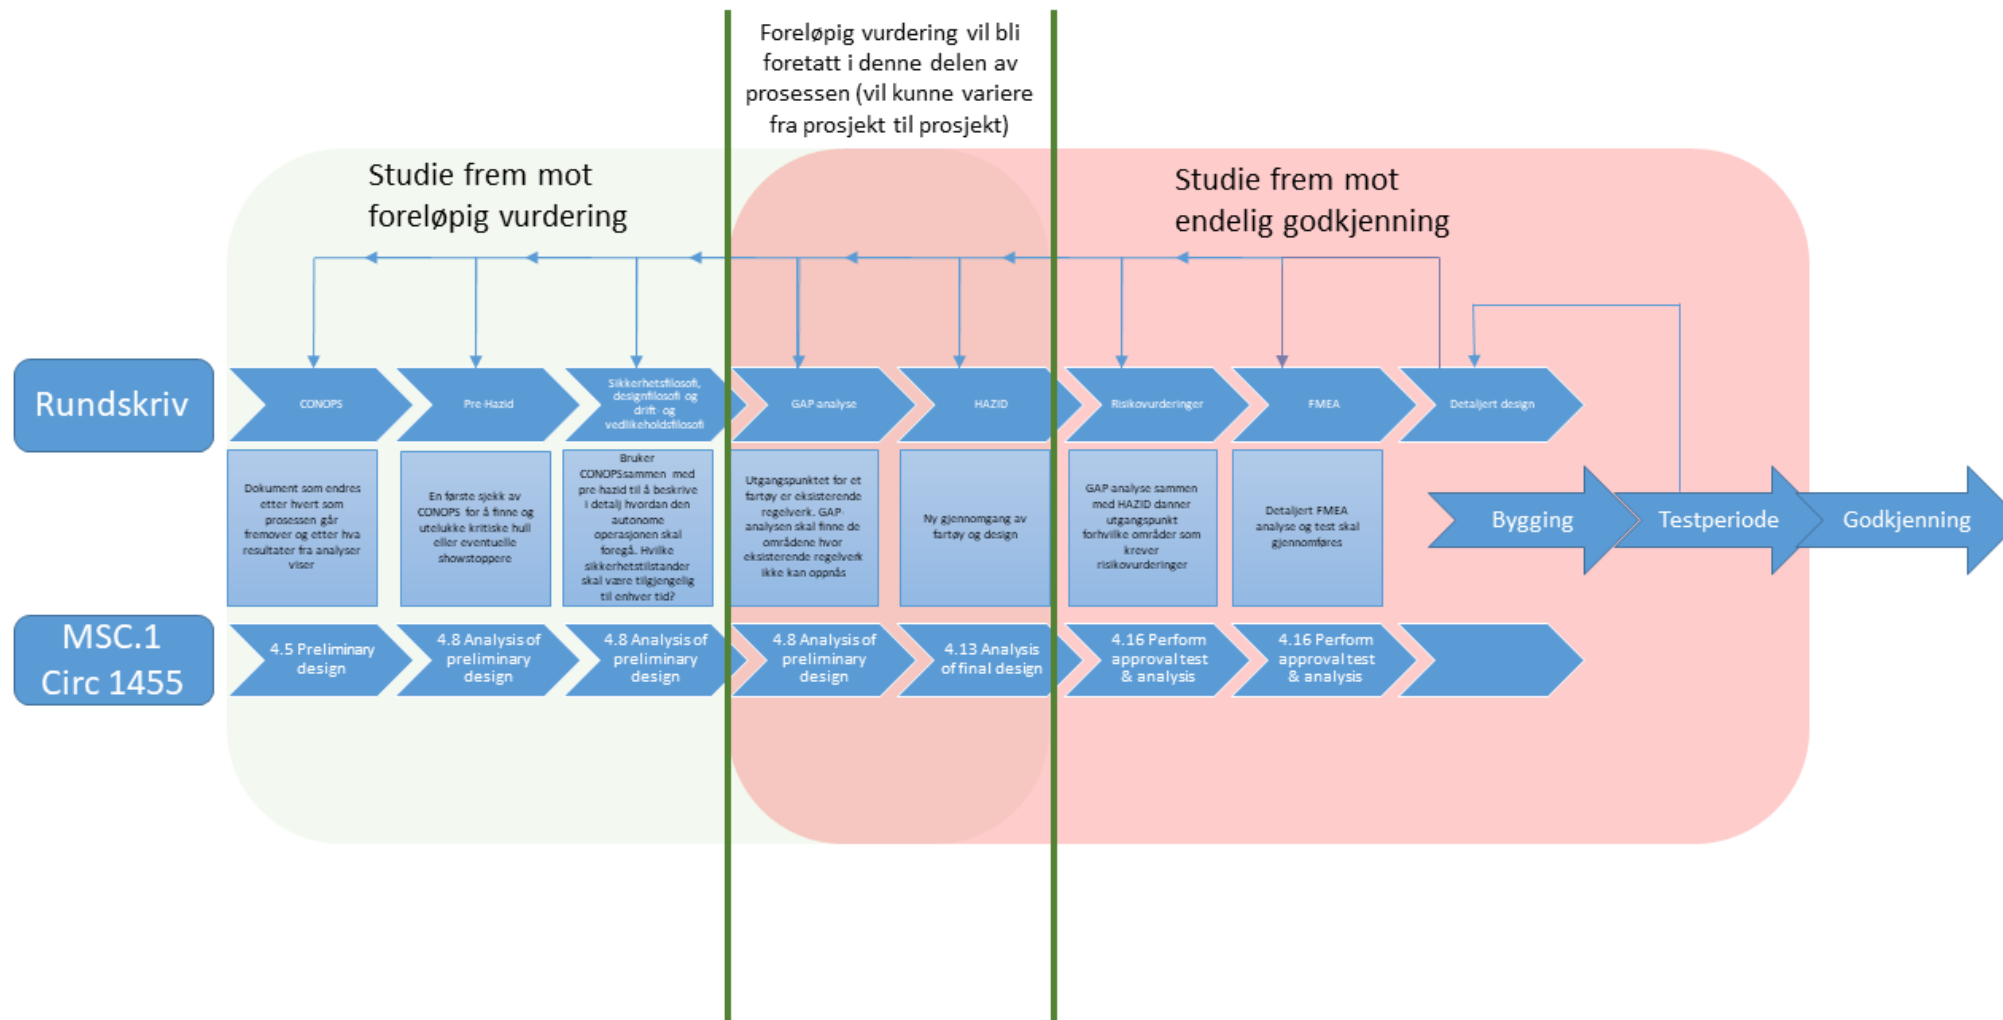 Foreløpig vurdering vil bli
foretatt i denne delen av
prosessen (vil kunne variere
fra prosjekt til prosjekt)
Studie frem mot
foreløpig vurdering
Studie frem mot
endelig godkjenning
Rundskriv
CONOPS
Pre-Hazid
Sikkerhetsfilosofi,
designfilosofi og
drift- og
vedlikeholdsfilosofi
GAP-analyse
HAZID
Risikovurderinger
FMEA
Detaljert design
Dokument som endres
etter hvert som
prosessen går
fremover og etter hva
resultater fra analyser
viser
En første sjekk av
CONOPS for å finne og
utelukke kritiske hull
eller eventuelle
showstoppere
Bruker
CONOPSsammen med
pre-hazid til å beskrive
i detalj hvordan den
autonome
operasjonen skal
foregå. Hvilke
sikkerhetstilstander
skal være tilgjengelig
til enhver tid?
Utgangspunktet for et
fartøy er eksisterende
regelverk. GAP-
analysen skal finne de
områdene hvor
eksisterende regelverk
ikke kan oppnås
Ny gjennomgang av
fartøy og design
GAP analyse sammen
med HAZID danner
utgangspunkt
forhvilke områder som
krever
risikovurderinger
Detaljert FMEA
analyse og test skal
gjennomføres
Bygging
Testperiode
Godkjenning
MSC.1
Circ 1455
4.5 Preliminary
design
4.8 Analysis of
preliminary
design
4.8 Analysis of
preliminary
design
4.8 Analysis of
preliminary
design
4.13 Analysis
of final design
4.16 Perform
approval test
& analysis
4.16 Perform
approval test
& analysis